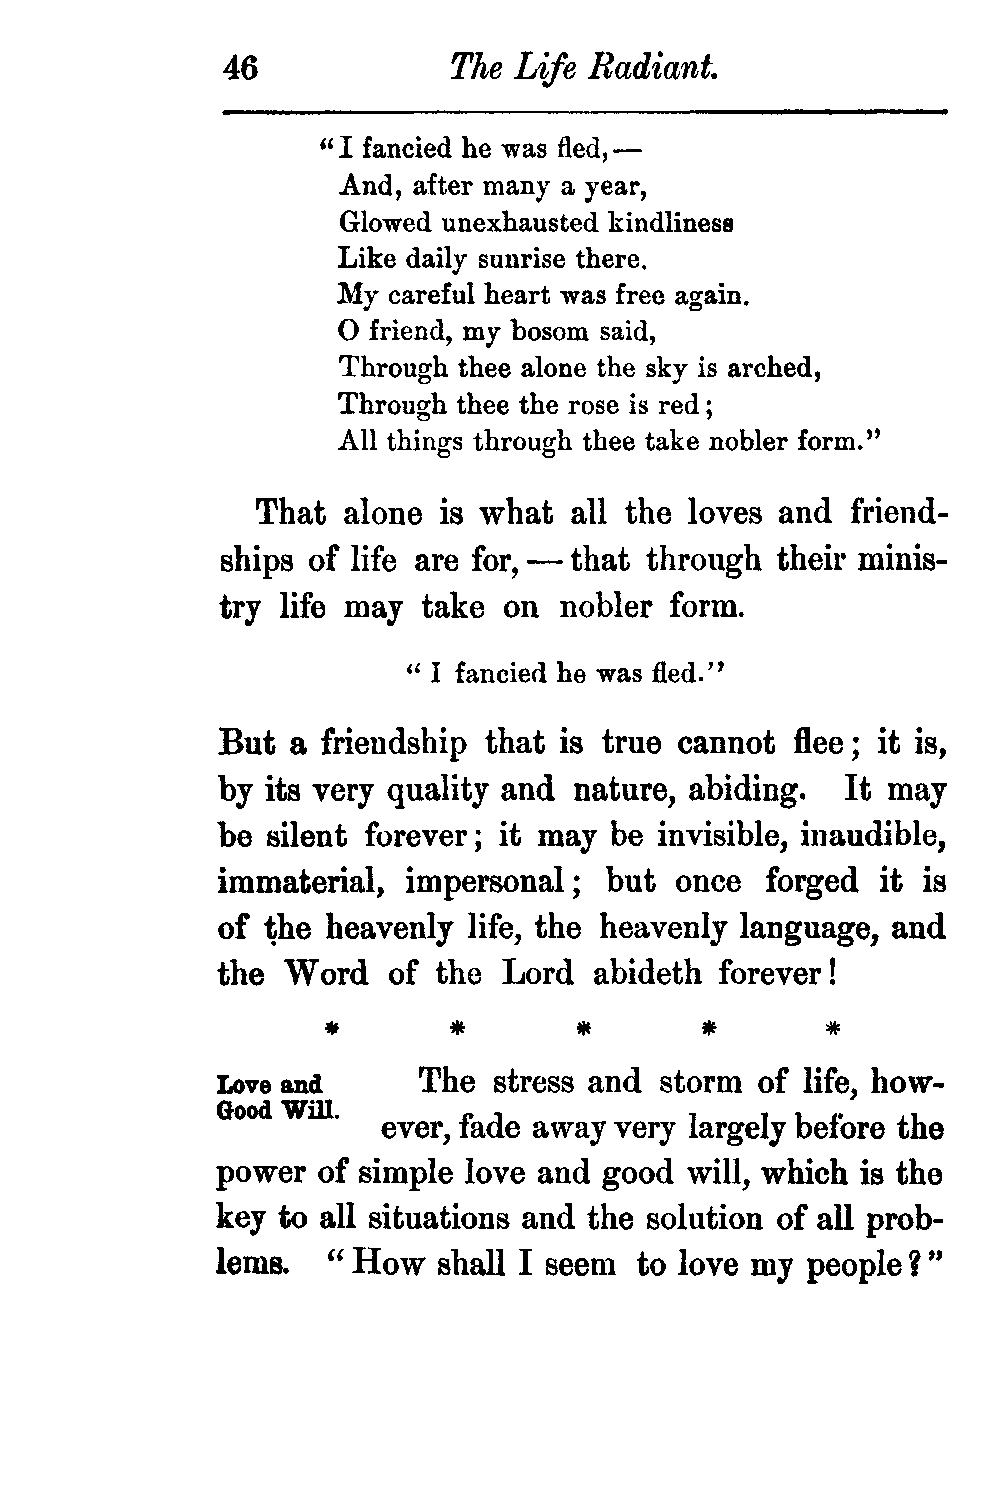 46 The Life Radiant.
"I fancied he was fled,—
And, after many a year,
Glowed unexhausted kindliness
Like daily sunrise there.
My careful heart was free again.
O friend, my bosom said,
Through thee alone the sky is arched,
Through thee the rose is red;
All things through thee take nobler form."
That alone is what all the loves and friend-
ships of life are for,—that through their minis-
try life may take on nobler form.
"I fancied he was fled."
But a friendship that is true cannot flee; it is,
by its very quality and nature, abiding. It may
be silent forever; it may be invisible, inaudible,
immaterial, impersonal; but once forged it is
of the heavenly life, the heavenly language, and
the Word of the Lord abideth forever!
* * * * *
Love and
Good Will.
The stress and storm of life, how-
ever, fade away very largely before the
power of simple love and good will, which is the
key to all situations and the solution of all prob-
lems. "How shall I seem to love my people?"